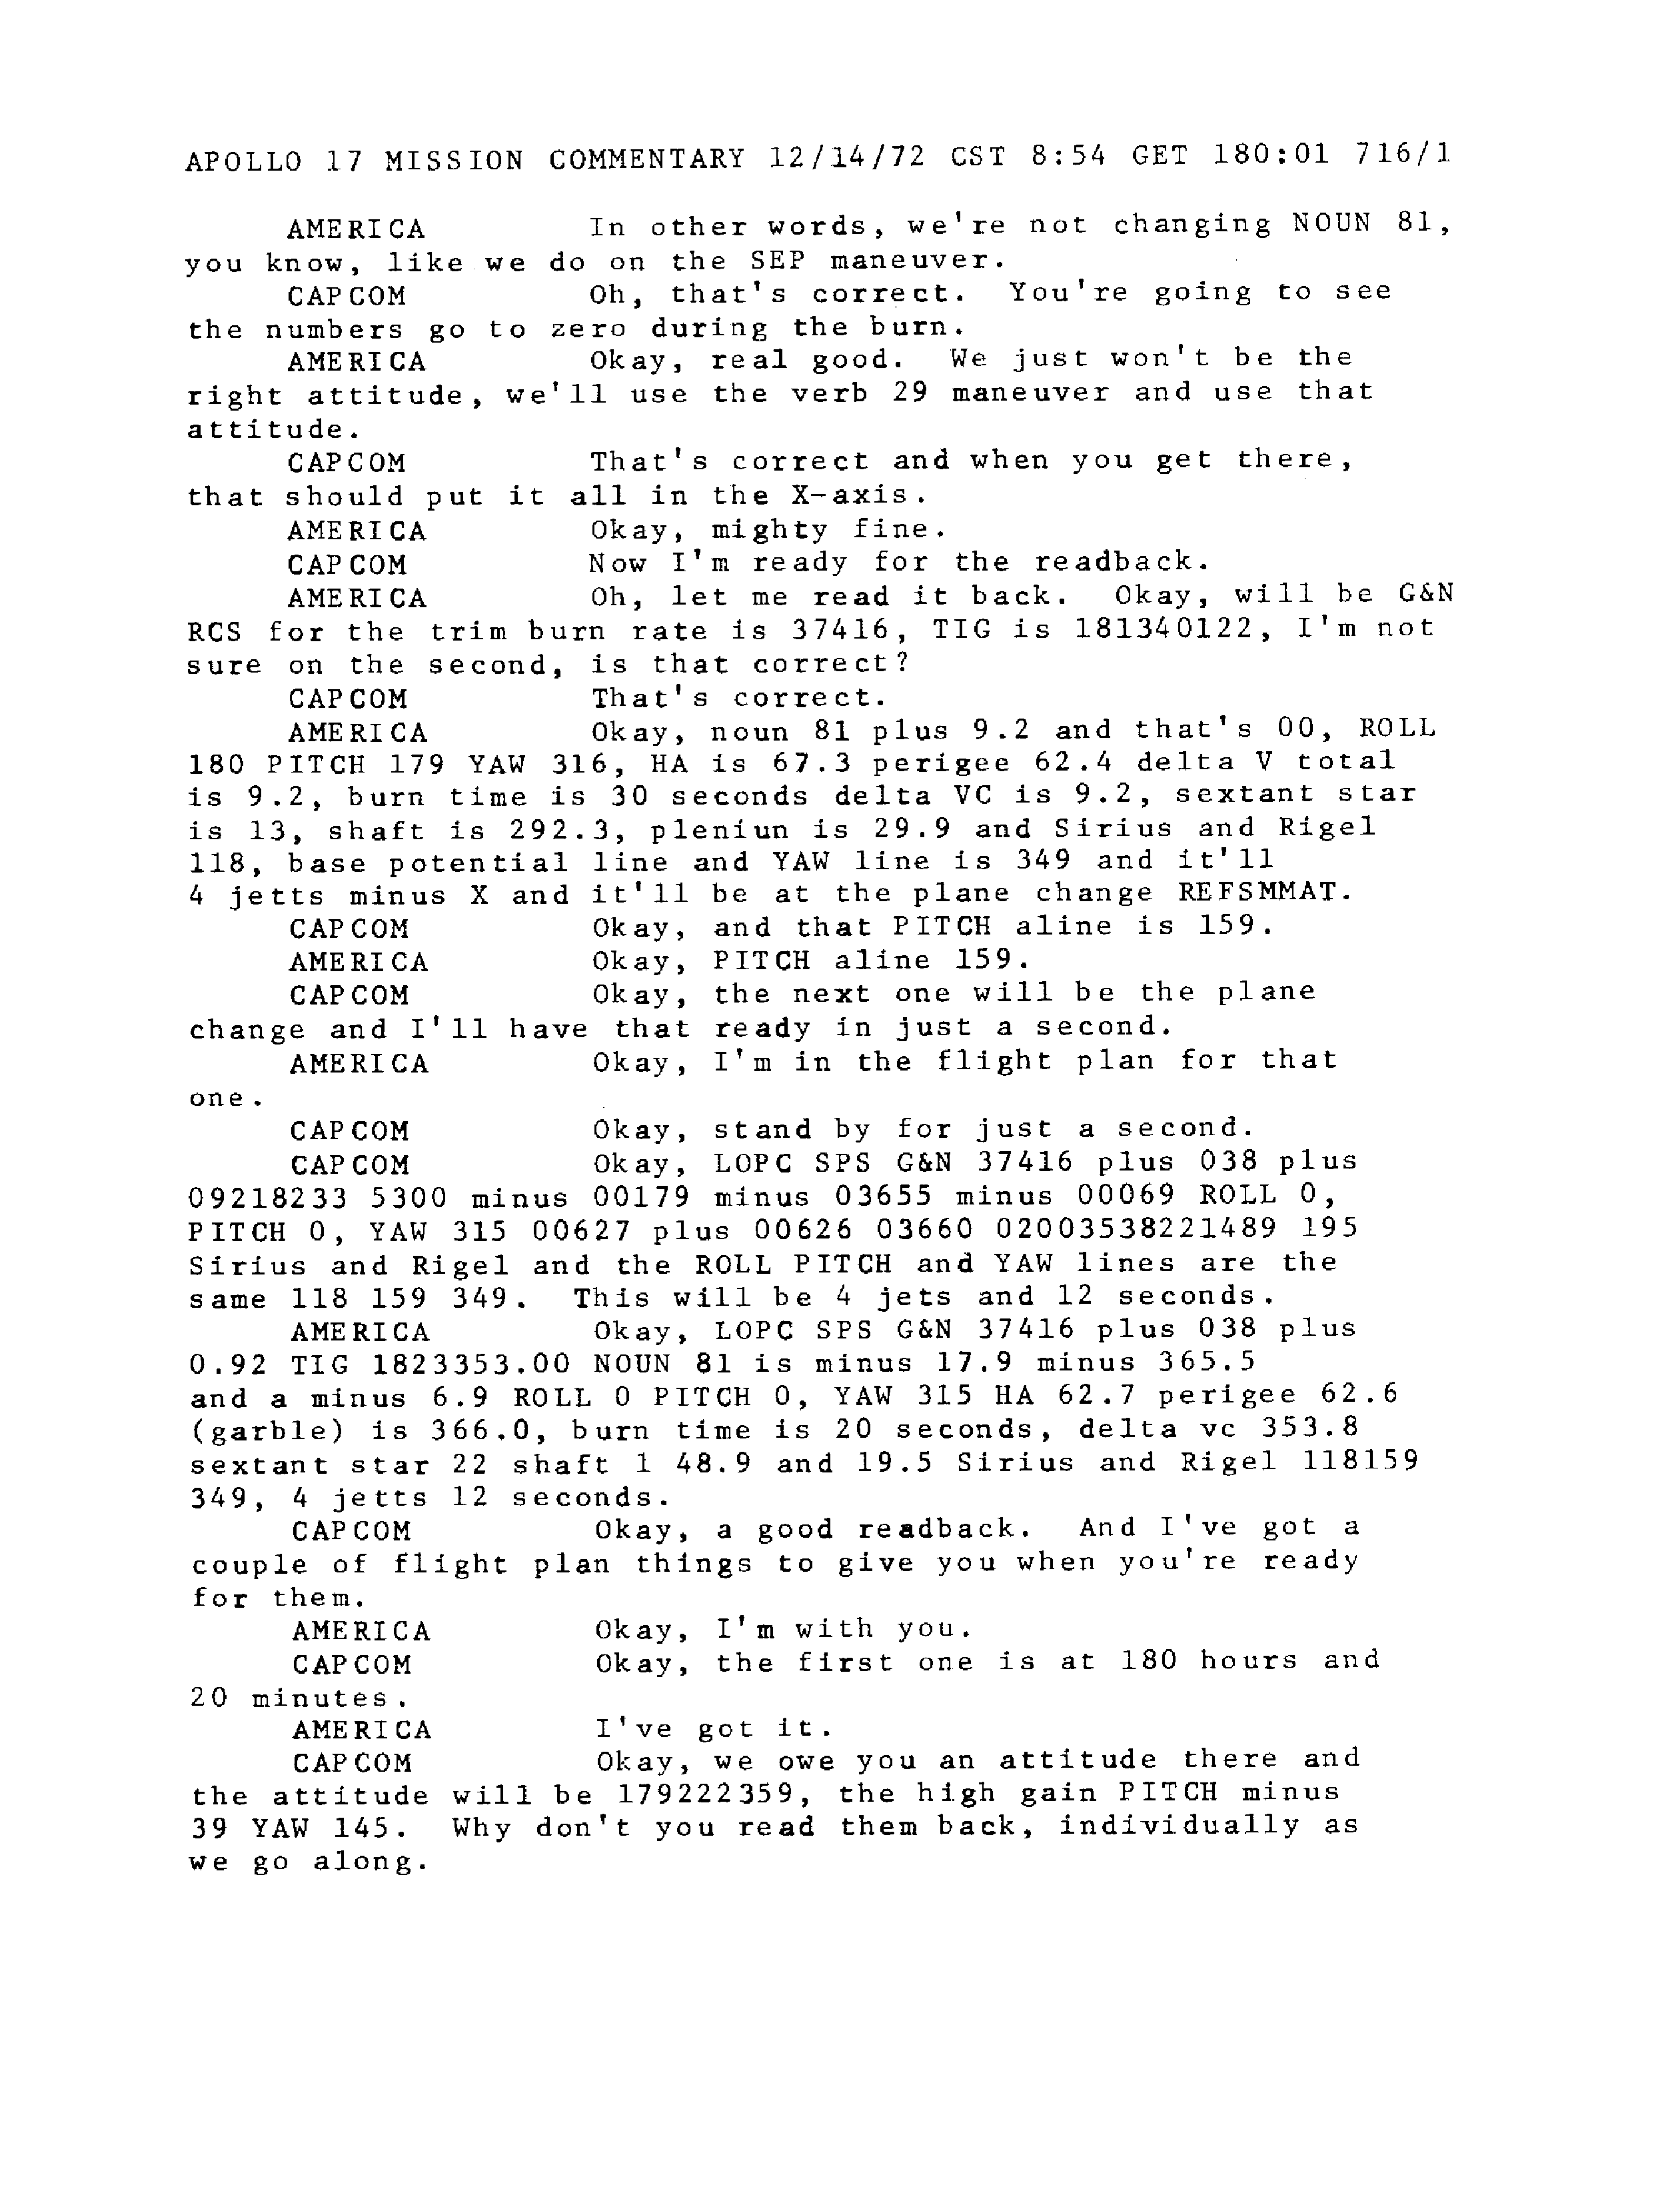 APOLLO 17 MISSION COMMENTARY 12/14/72 CST 8:54 GET 180:01 716/1
AMERICA In other words, we're not changing NOUN 81,
you know, like we do on the SEP maneuver.
CAPCOM Oh, that's correct. You're going to see
the numbers go to zero during the burn.
AMERICA Okay, real good. We just won't be the
right attitude, we'll use the verb 29 maneuver and use that
attitude.
CAPCOM That's correct and when you get there,
that should put it all in the X-axis.
AMERICA Okay, mighty fine.
CAPCOM Now I'm ready for the readback.
AMERICA Oh, let me read it back. Okay, will be G&N
RCS for the trim burn rate is 37416, TIG is 181340122, I'm not
sure on the second, is that correct?
CAPCOM That's correct.
AMERICA Okay, noun 81 plus 9.2 and that's 00, ROLL
180 PITCH 179 YAW 316, HA is 67.3 perigee 62.4 delta V total
is 9.2, burn time is 30 seconds delta VC is 9.2, sextant star
is 13, shaft is 292.3, pleniun is 29.9 and Sirius and Rigel
118, base potential line and YAW line is 349 and it'll
4 jetts minus X and it'll be at the plane change REFSMMAT.
CAPCOM Okay, and that PITCH aline is 159.
AMERICA Okay, PITCH aline 159.
CAPCOM Okay, the next one will be the plane
change and I'll have that ready in just a second.
AMERICA Okay, I'm in the flight plan for that
one.
CAPCOM Okay, stand by for just a second.
CAPCOM Okay, LOPC SPS G&N 37416 plus 038 plus
09218233 5300 minus 00179 minus 03655 minus 00069 ROLL 0,
PITCH 0, YAW 315 00627 plus 00626 03660 02003538221489 195
Sirius and Rigel and the ROLL PITCH and YAW lines are the
same 118 159 349. This will be 4 jets and 12 seconds.
AMERICA Okay, LOPC SPS G&N 37416 plus 038 plus
0.92 TIG 1823353.00 NOUN 81 is minus 17.9 minus 365.5
and a minus 6.9 ROLL 0 PITCH 0, YAW 315 HA 62.7 perigee 62.6
(garble) is 366.0, burn time is 20 seconds, delta vc 353.8
sextant star 22 shaft 1 48.9 and 19.5 Sirius and Rigel 118159
349, 4 jetts 12 seconds.
CAPCOM Okay, a good readback. And I've got a
couple of flight plan things to give you when you're ready
for them.
AMERICA Okay, I'm with you.
CAPCOM Okay, the first one is at 180 hours and
20 minutes.
AMERICA I've got it.
CAPCOM Okay, we owe you an attitude there and
the attitude will be 179222359, the high gain PITCH minus
39 YAW 145. Why don't you read them back, individually as
we go along.